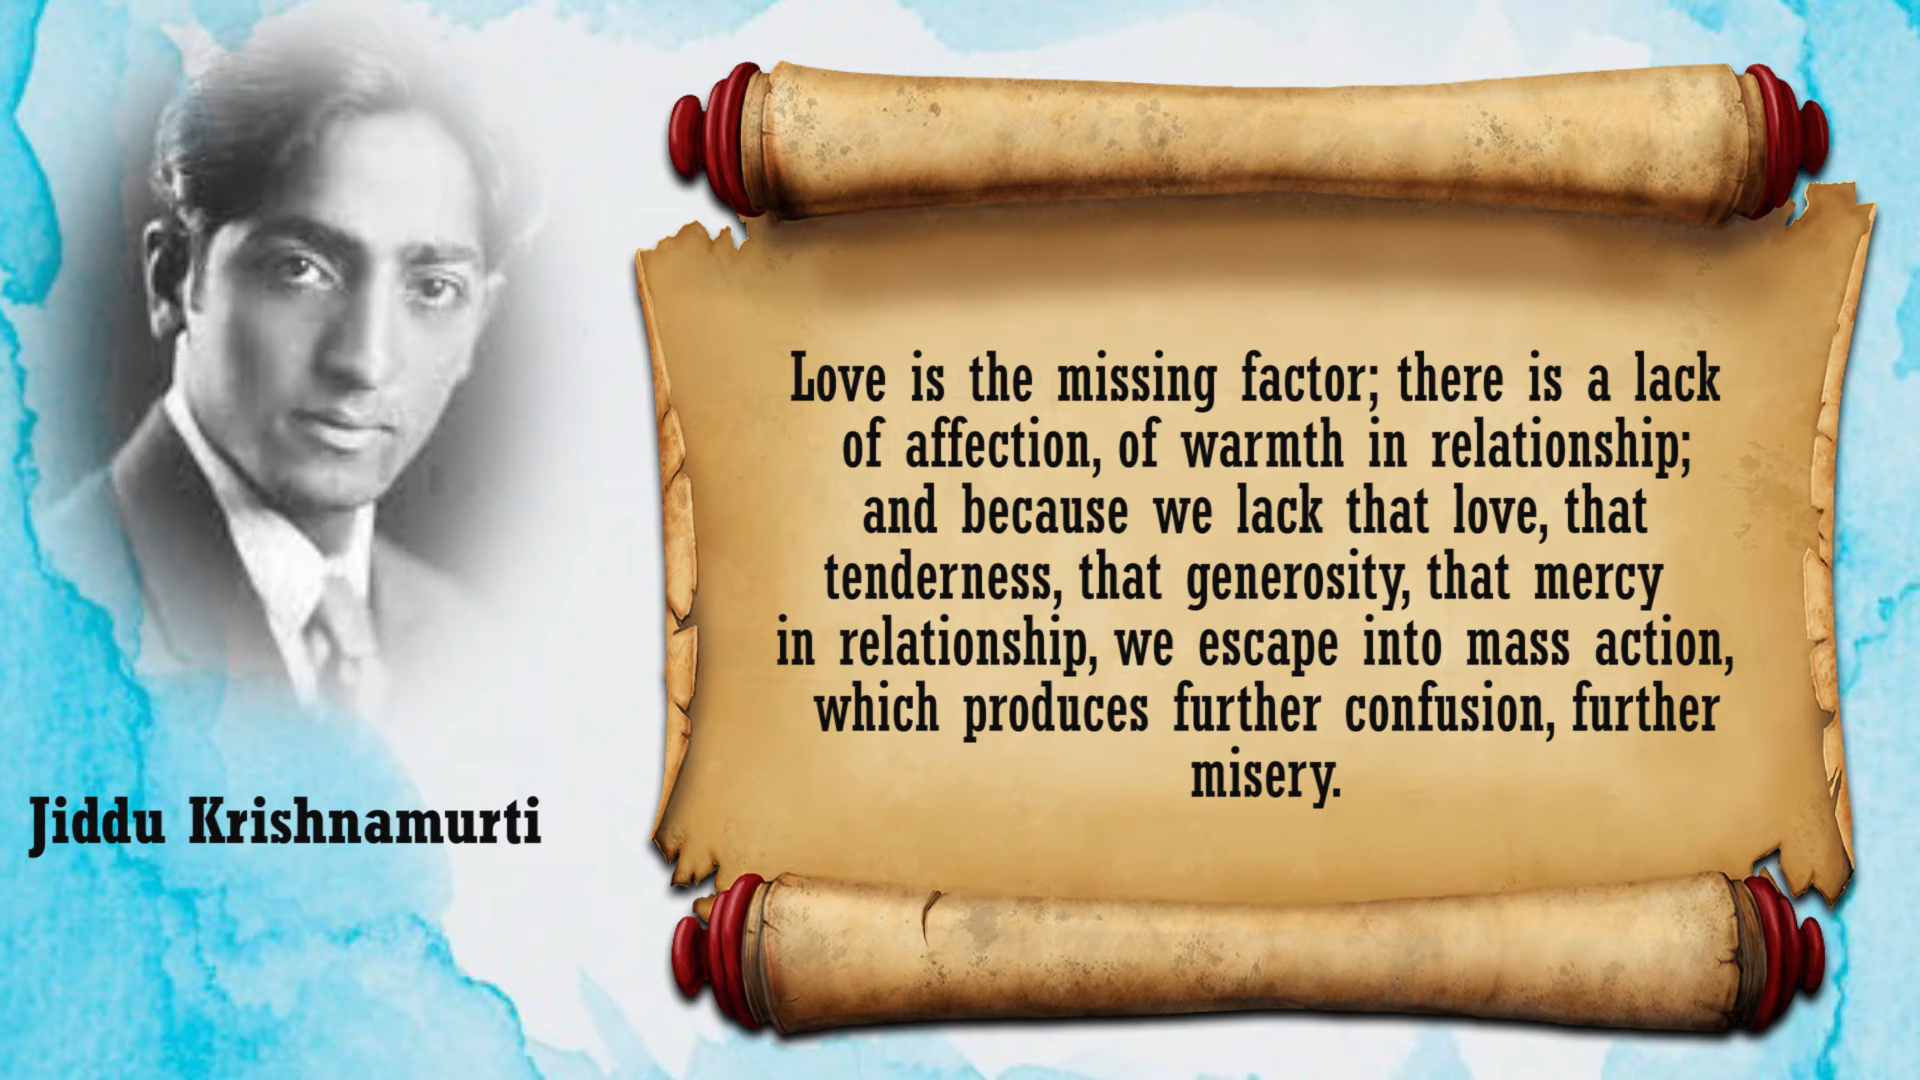 Love is the missing factor; there is a lack
of affection, of warmth in relationship;
and because we lack that love, that
tenderness, that generosity, that mercy
in relationship, we escape into mass action,
which produces further confusion, further
misery.
Jiddu Krishnamurti